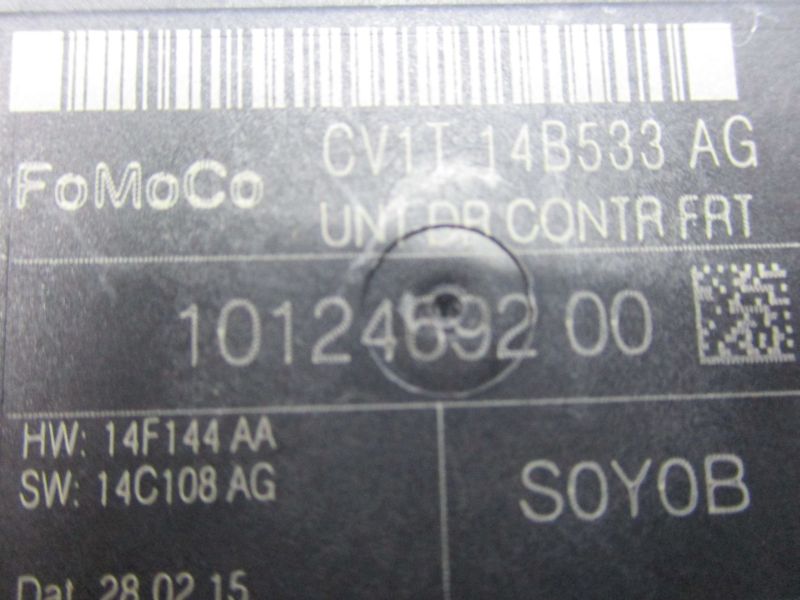 CV1T 14B533 AG
FoMoCo
UNT DR CONTR FRT
10124692 00
HW: 14F144 AA
SW: 14C108 AG
S0Y0B
Dat. 28.02.15